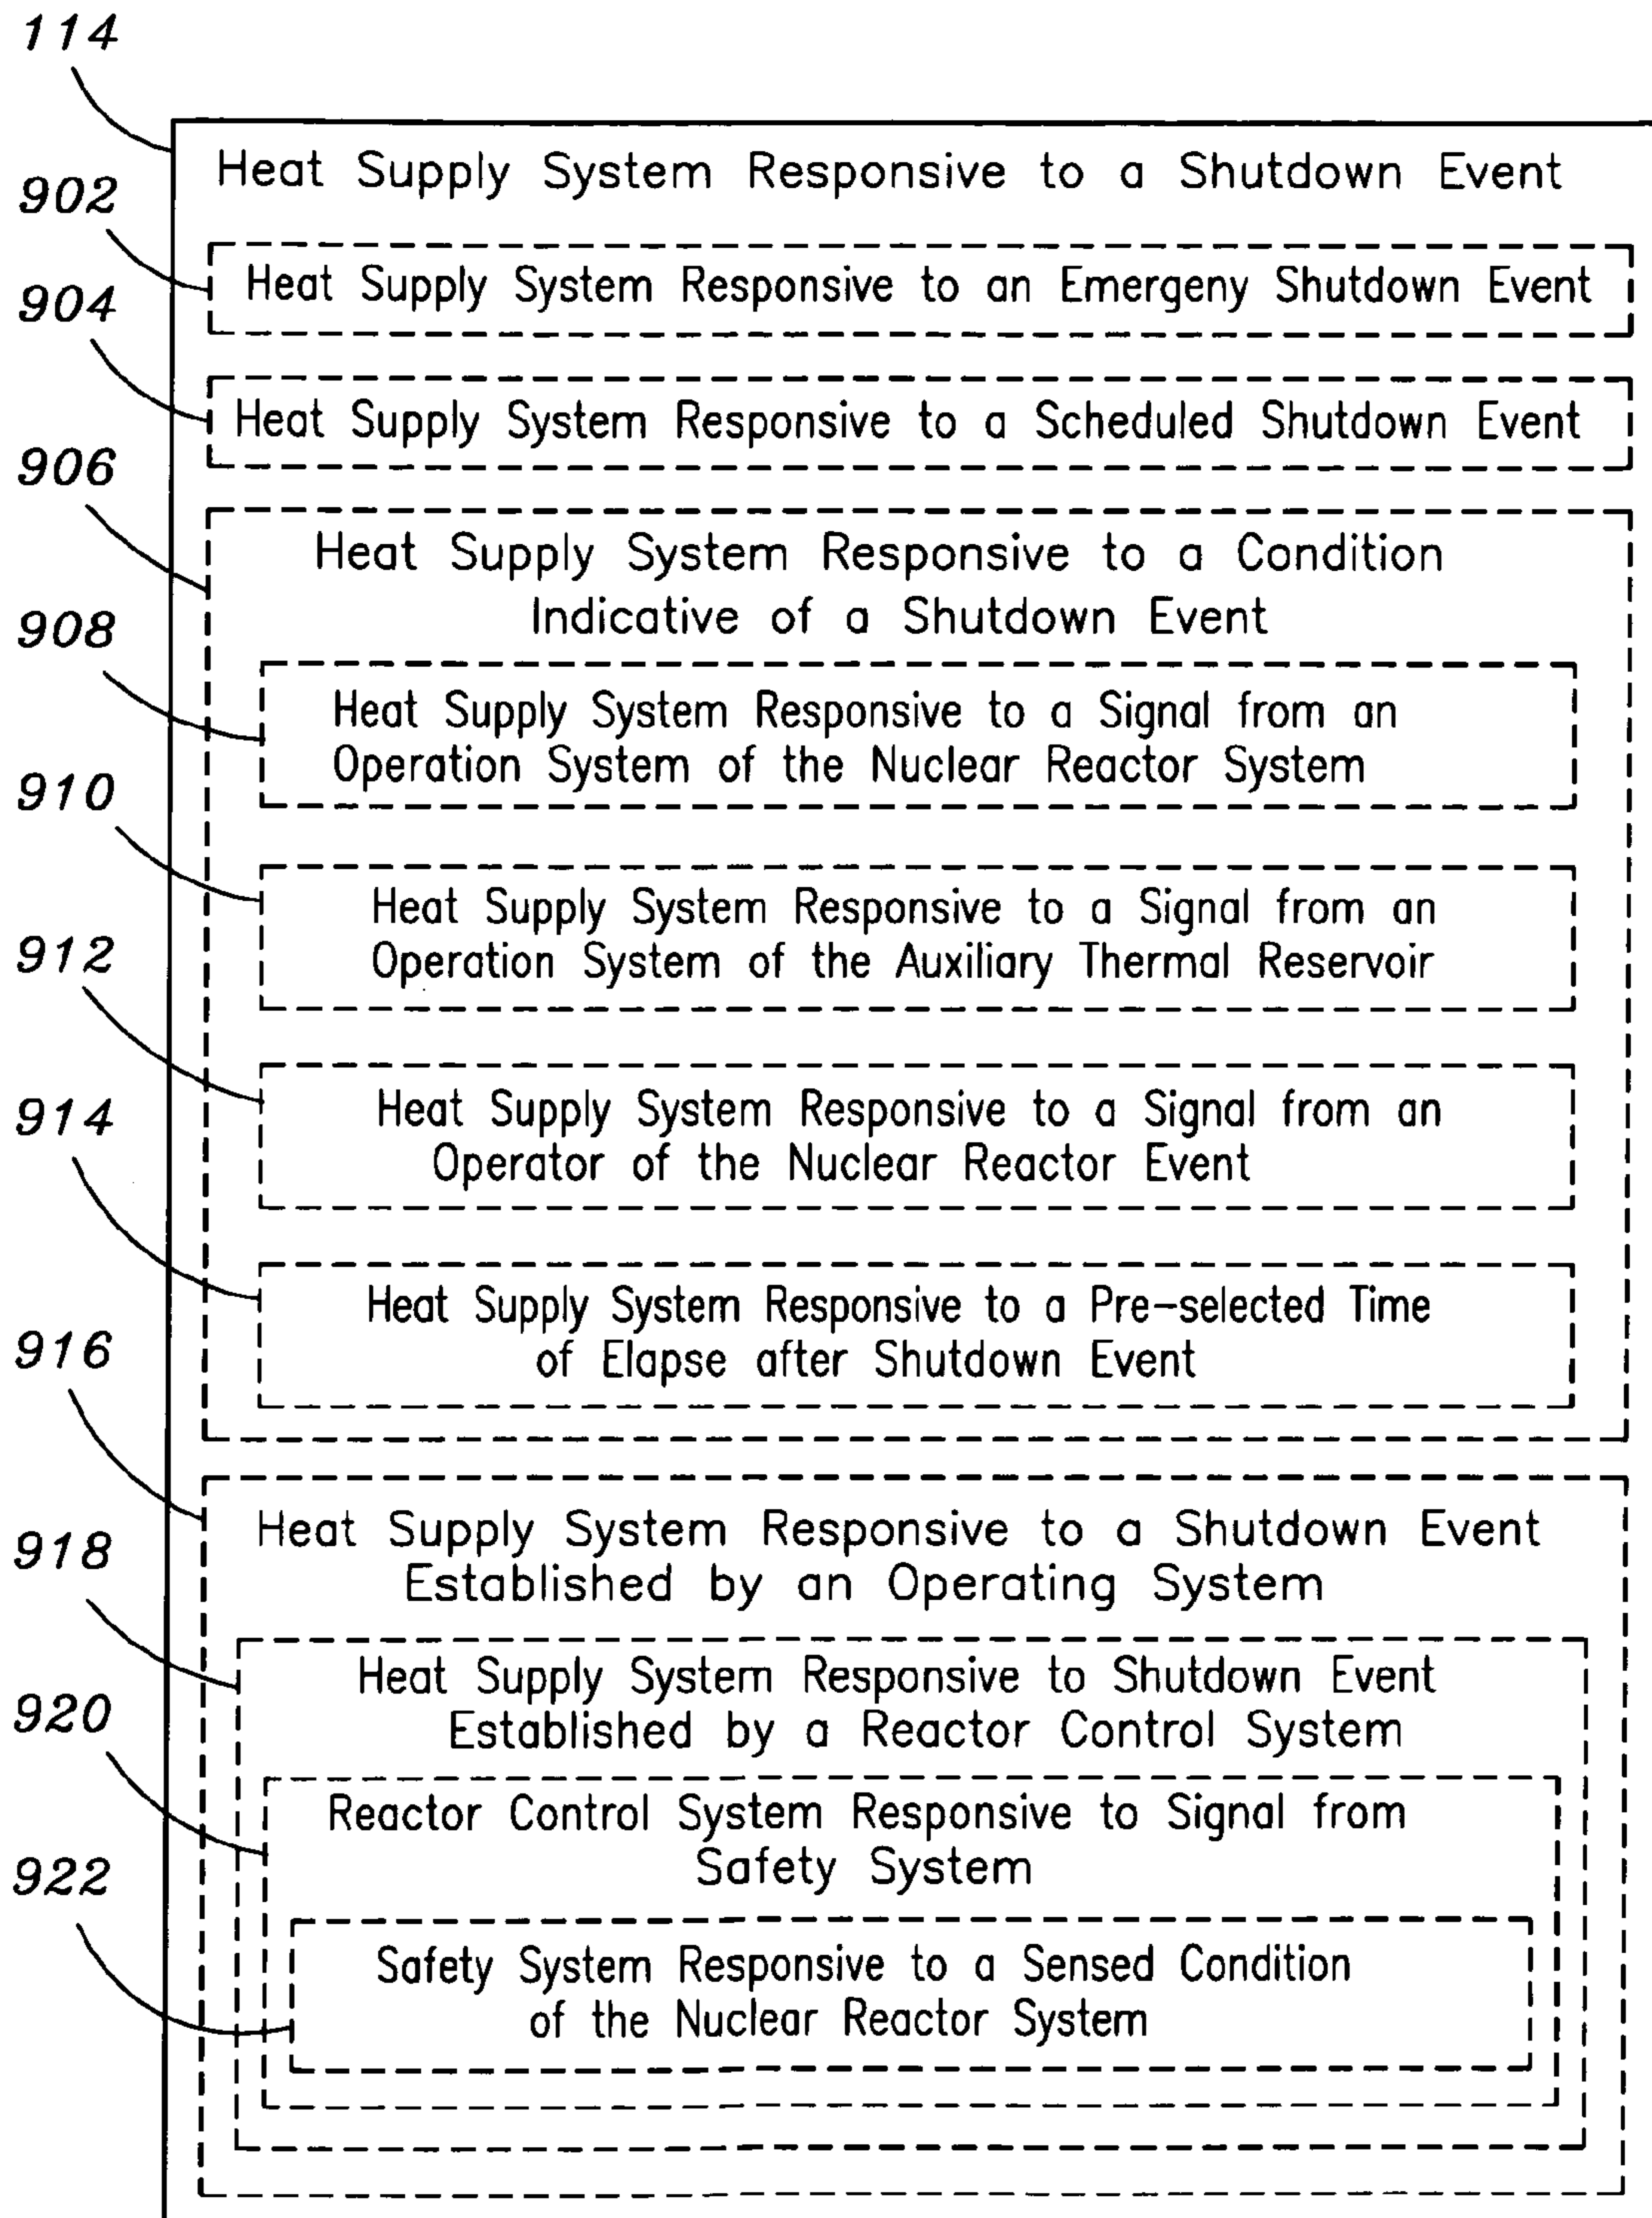 114
Heat Supply System Responsive to a Shutdown Event
902
Heat Supply System Responsive to an Emergeny Shutdown Event
904
Heat Supply System Responsive to a Scheduled Shutdown Event
906
Heat Supply System Responsive to a Condition
Indicative of a Shutdown Event
908
Heat Supply System Responsive to a Signal from an
Operation System of the Nuclear Reactor System
910
Heat Supply System Responsive to a Signal from an
Operation System of the Auxiliary Thermal Reservoir
912
Heat Supply System Responsive to a Signal from an
Operator of the Nuclear Reactor Event
914
Heat Supply System Responsive to a Pre-selected Time
of Elapse after Shutdown Event
916
Heat Supply System Responsive to a Shutdown Event
Established by an Operating System
918
Heat Supply System Responsive to Shutdown Event
Established by a Reactor Control System
920
Reactor Control System Responsive to Signal from
Safety System
922
Safety System Responsive to a Sensed Condition
of the Nuclear Reactor System